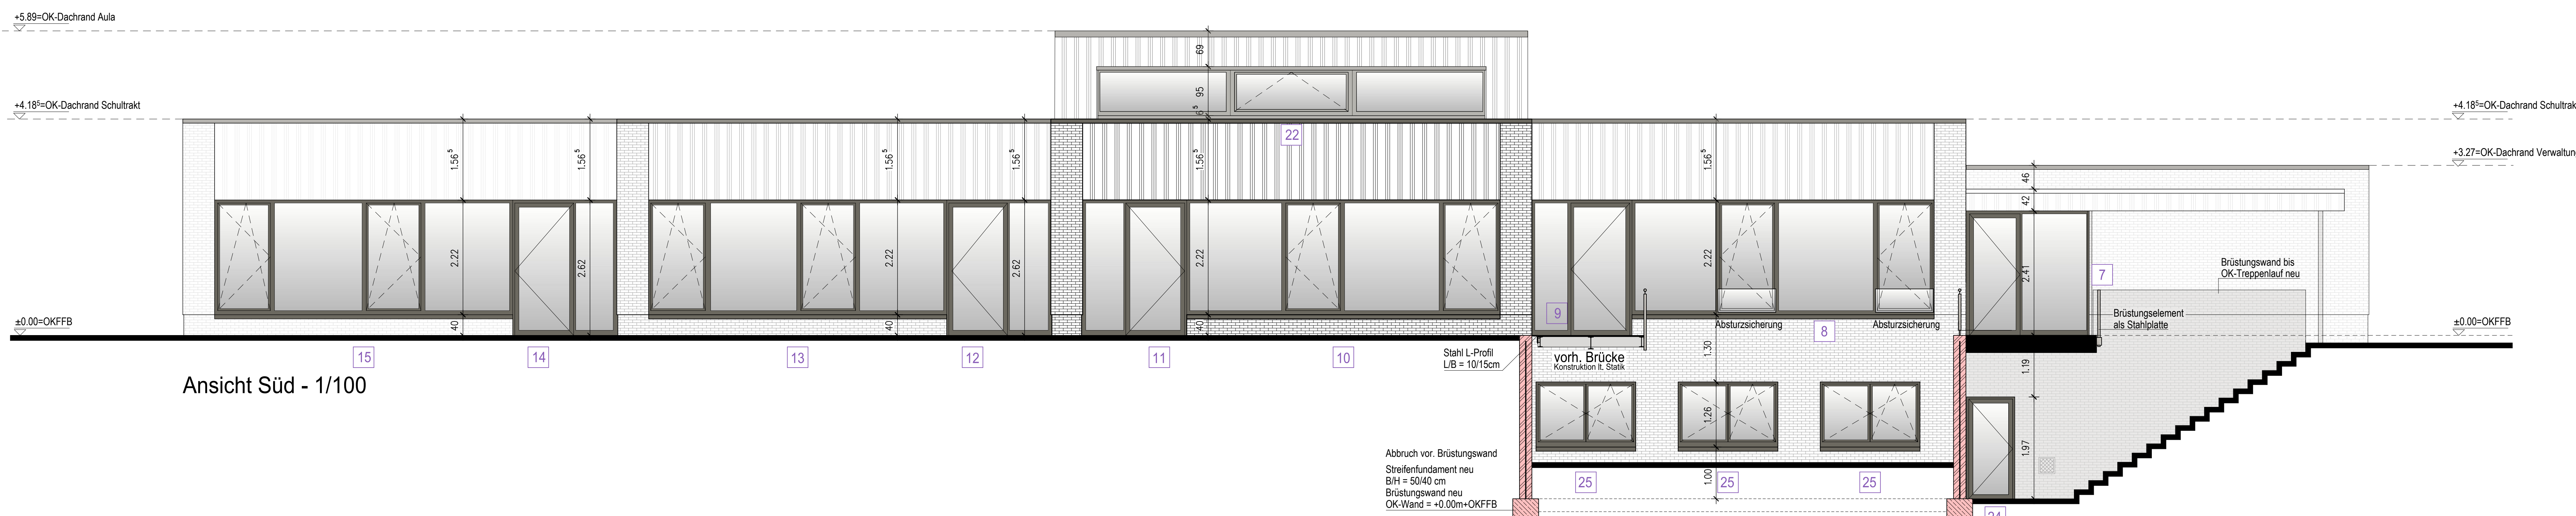 +5.89=OK-Dachrand Aula
69
95
6⁵
22
+4.18⁵=OK-Dachrand Schultrakt
+4.18⁵=OK-Dachrand Schultrak
+3.27=OK-Dachrand Verwaltun
1.56⁵
1.56⁵
1.56⁵
1.56⁵
1.56⁵
1.56⁵
46
42
2.22
2.62
2.22
2.62
2.22
2.22
2.41
7
Brüstungswand bis
OK-Treppenlauf neu
±0.00=OKFFB
40
40
40
9
Absturzsicherung
8
Absturzsicherung
Brüstungselement
als Stahlplatte
±0.00=OKFFB
15
14
13
12
11
10
Stahl L-Profil
L/B = 10/15cm
vorh. Brücke
Konstruktion lt. Statik
1.30
1.19
Ansicht Süd - 1/100
1.26
1.97
Abbruch vor. Brüstungswand
Streifenfundament neu
B/H = 50/40 cm
Brüstungswand neu
OK-Wand = +0.00m+OKFFB
25
25
25
1.00
24